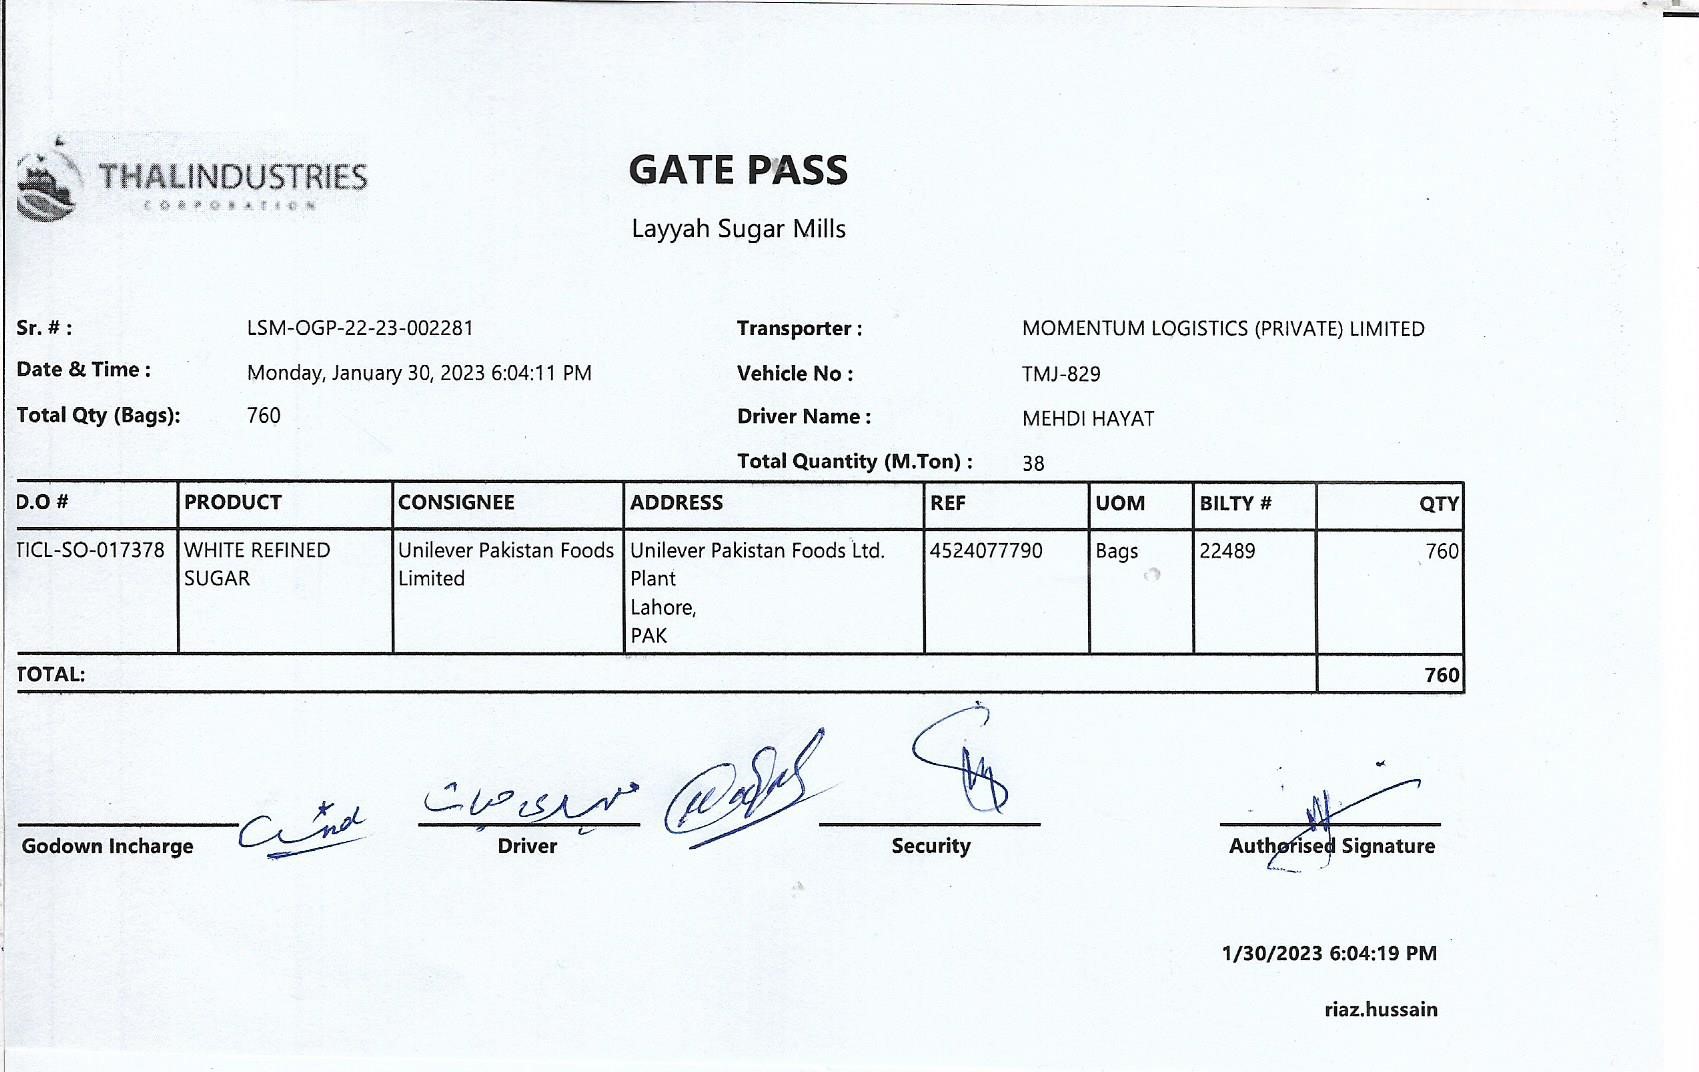 THALINDUSTRIES
CORPORATION
GATE PASS
Layyah Sugar Mills
Sr. # : LSM-OGP-22-23-002281 Transporter : MOMENTUM LOGISTICS (PRIVATE) LIMITED
Date & Time : Monday, January 30, 2023 6:04:11 PM Vehicle No : TMJ-829
Total Qty (Bags): 760 Driver Name : MEHDI HAYAT
Total Quantity (M.Ton) : 38
D.O # PRODUCT CONSIGNEE ADDRESS REF UOM BILTY # QTY
TICL-SO-017378 WHITE REFINED Unilever Pakistan Foods Unilever Pakistan Foods Ltd. 4524077790 Bags 22489 760
SUGAR Limited Plant
Lahore,
PAK
TOTAL: 760
مہدی حیات
Godown Incharge Driver Security Authorised Signature
1/30/2023 6:04:19 PM
riaz.hussain